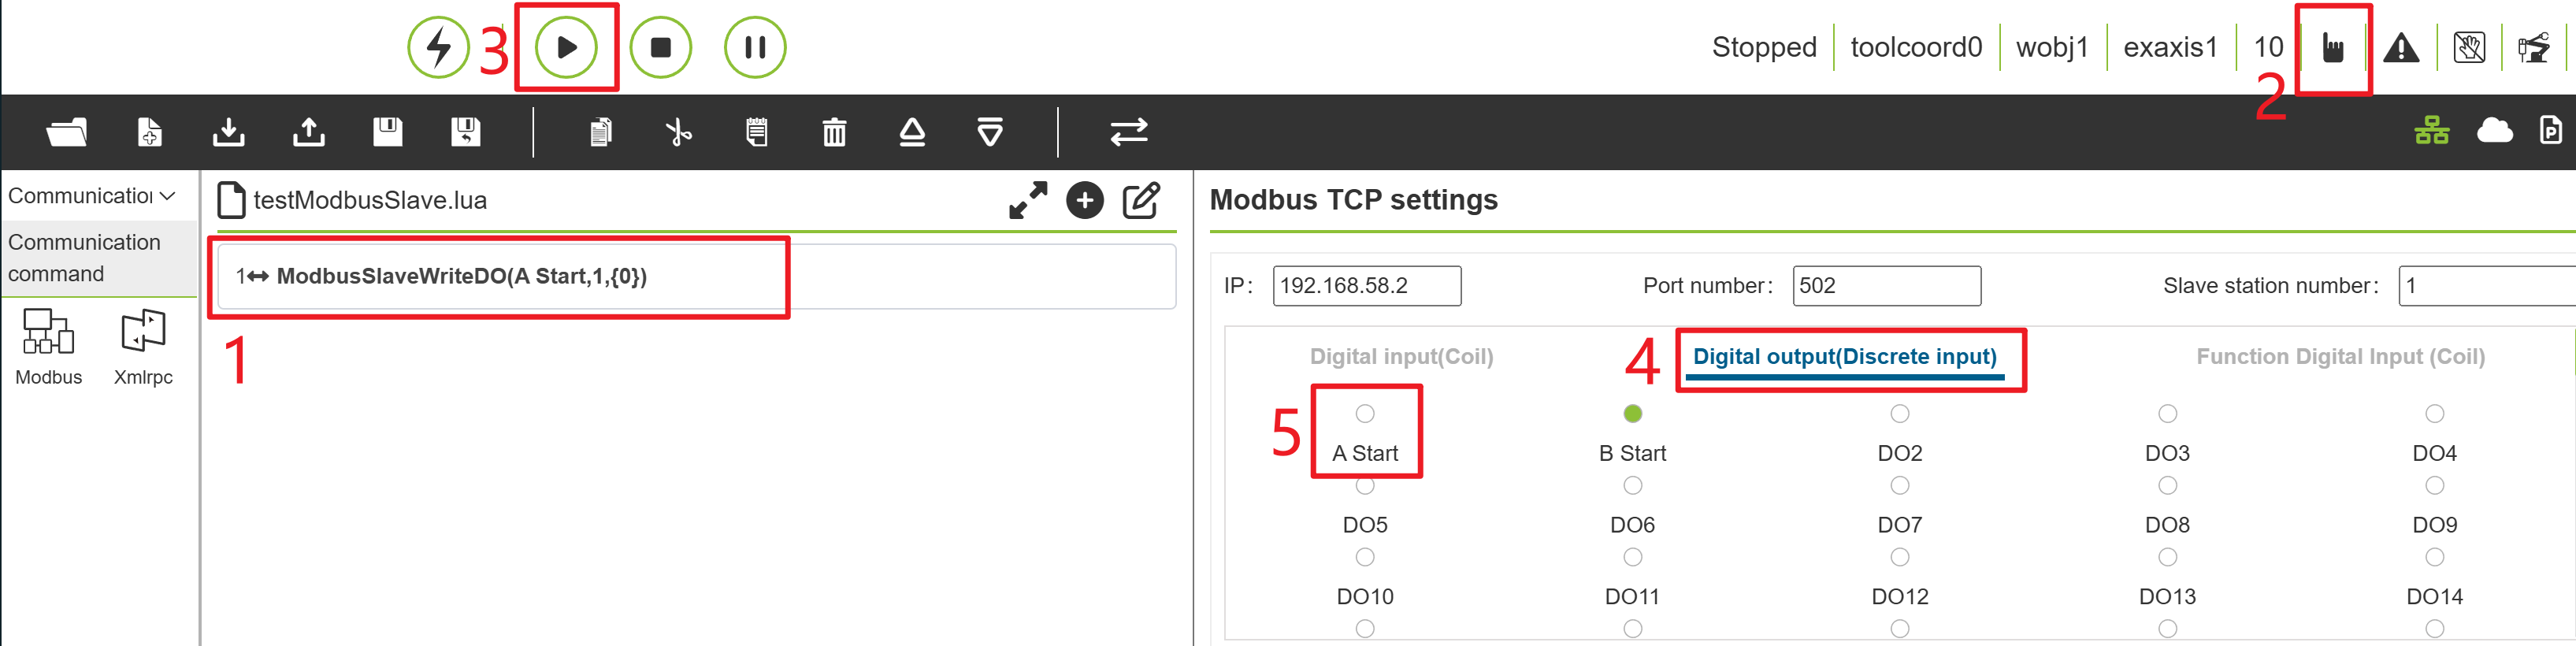 3
Stopped
toolcoord0
wobj1
exaxis1
10
2
Communicatio
testModbusSlave.lua
Modbus TCP settings
Communication
command
1 ModbusSlaveWriteDO(A Start,1,{0})
1
IP: 192.168.58.2
Port number: 502
Slave station number: 1
Modbus
Xmlrpc
Digital input(Coil)
4
Digital output(Discrete input)
Function Digital Input (Coil)
5
A Start
B Start
DO2
DO3
DO4
DO5
DO6
DO7
DO8
DO9
DO10
DO11
DO12
DO13
DO14
P